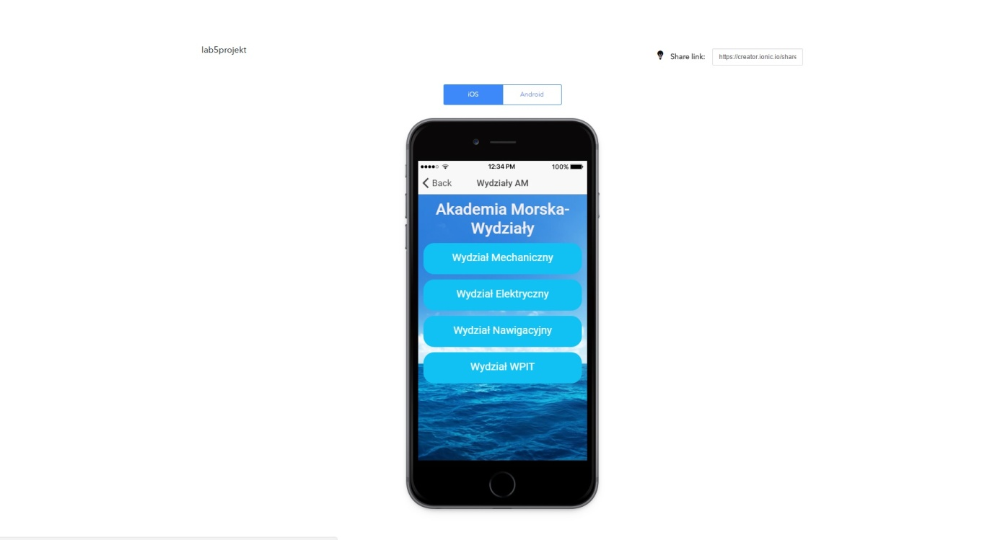 lab5projekt
Share link: https://creator.ionic.io/share
iOS Android
12:34 PM 100%
Back Wydziały AM
Akademia Morska-
Wydziały
Wydział Mechaniczny
Wydział Elektryczny
Wydział Nawigacyjny
Wydział WPIT